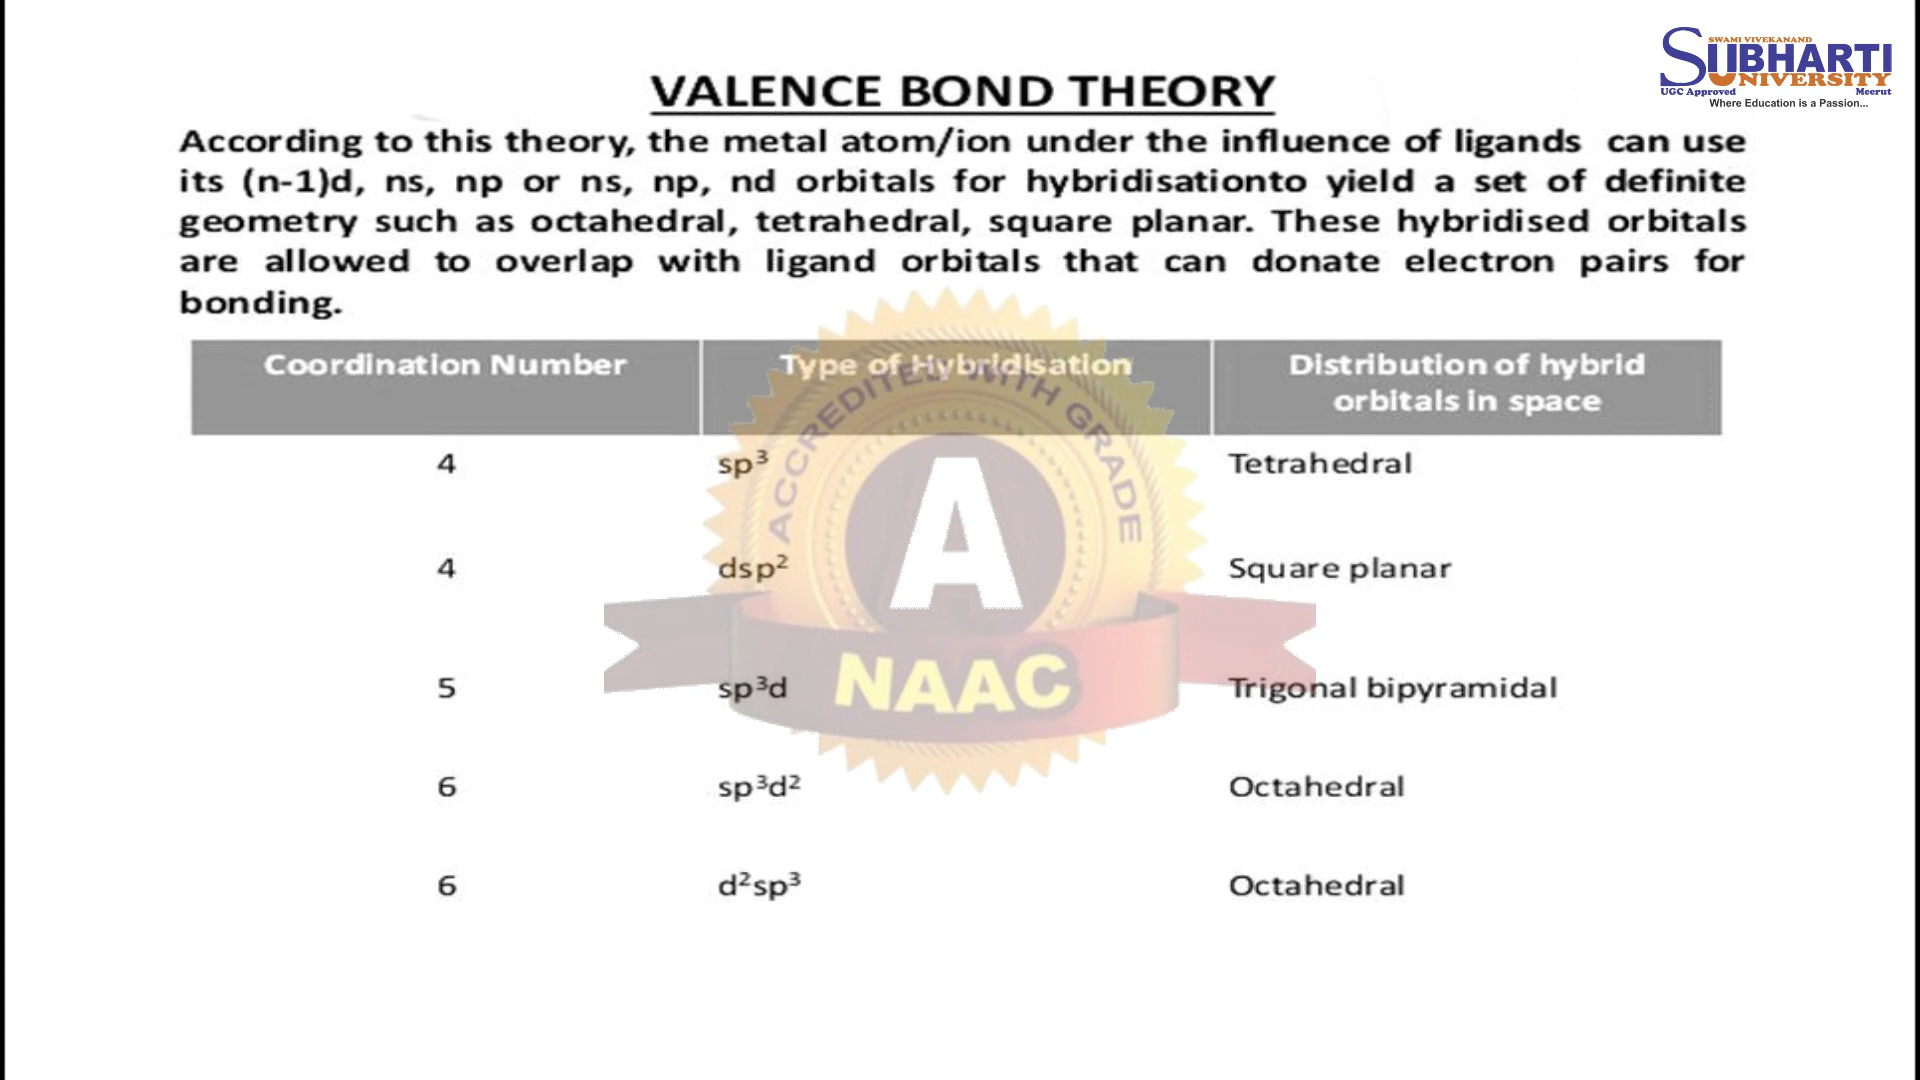 SWAMI VIVEKANAND
SUBHARTI
UNIVERSITY
UGC Approved Meerut
Where Education is a Passion...
VALENCE BOND THEORY
According to this theory, the metal atom/ion under the influence of ligands can use
its (n-1)d, ns, np or ns, np, nd orbitals for hybridisationto yield a set of definite
geometry such as octahedral, tetrahedral, square planar. These hybridised orbitals
are allowed to overlap with ligand orbitals that can donate electron pairs for
bonding.
Coordination Number Type of Hybridisation Distribution of hybrid
orbitals in space
4 sp³ Tetrahedral
4 dsp² Square planar
5 sp³d Trigonal bipyramidal
6 sp³d² Octahedral
6 d²sp³ Octahedral
ACCREDITED WITH GRADE
A
NAAC